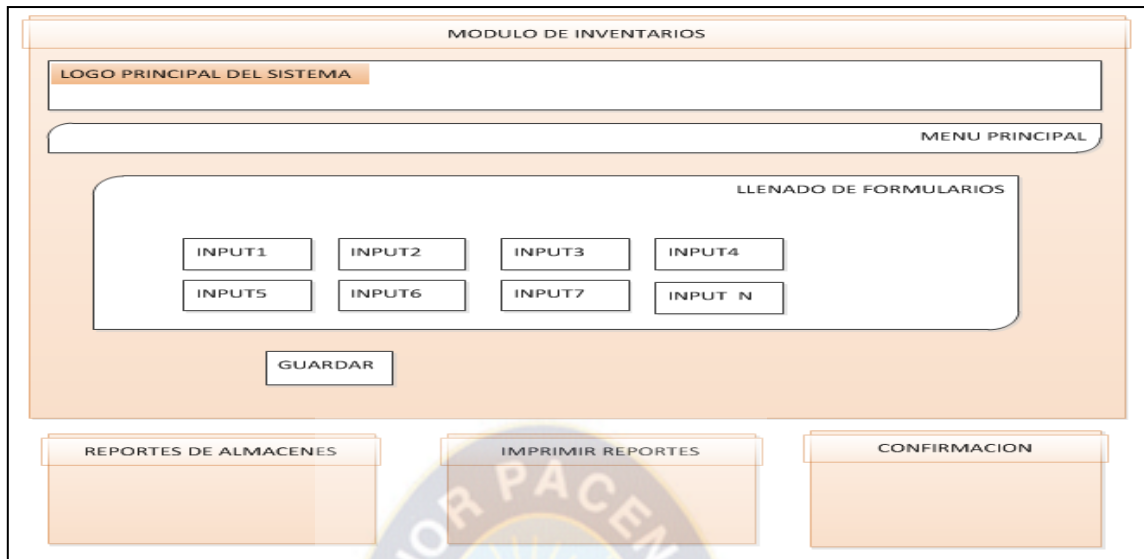 MODULO DE INVENTARIOS
LOGO PRINCIPAL DEL SISTEMA
MENU PRINCIPAL
LLENADO DE FORMULARIOS
INPUT1 INPUT2 INPUT3 INPUT4
INPUT5 INPUT6 INPUT7 INPUT N
GUARDAR
REPORTES DE ALMACENES IMPRIMIR REPORTES CONFIRMACION